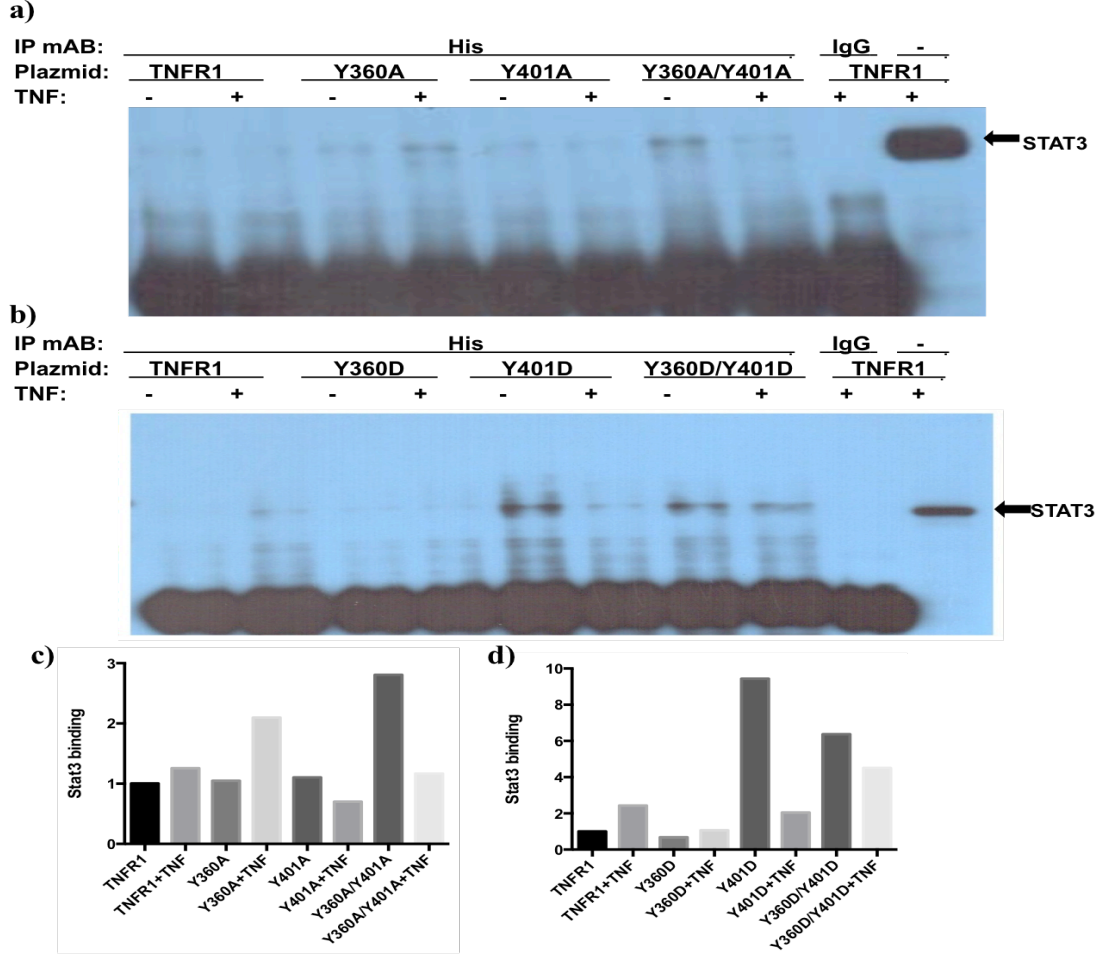 a)
IP mAB: His IgG -
Plazmid: TNFR1 Y360A Y401A Y360A/Y401A TNFR1
TNF: - + - + - + - + + +
STAT3
b)
IP mAB: His IgG -
Plazmid: TNFR1 Y360D Y401D Y360D/Y401D TNFR1
TNF: - + - + - + - + + +
STAT3
c)
3
2
1
0
Stat3 binding
TNFR1
TNFR1+TNF
Y360A
Y360A+TNF
Y401A
Y401A+TNF
Y360A/Y401A
Y360A/Y401A+TNF
d)
10
8
6
4
2
0
Stat3 binding
TNFR1
TNFR1+TNF
Y360D
Y360D+TNF
Y401D
Y401D+TNF
Y360D/Y401D
Y360D/Y401D+TNF